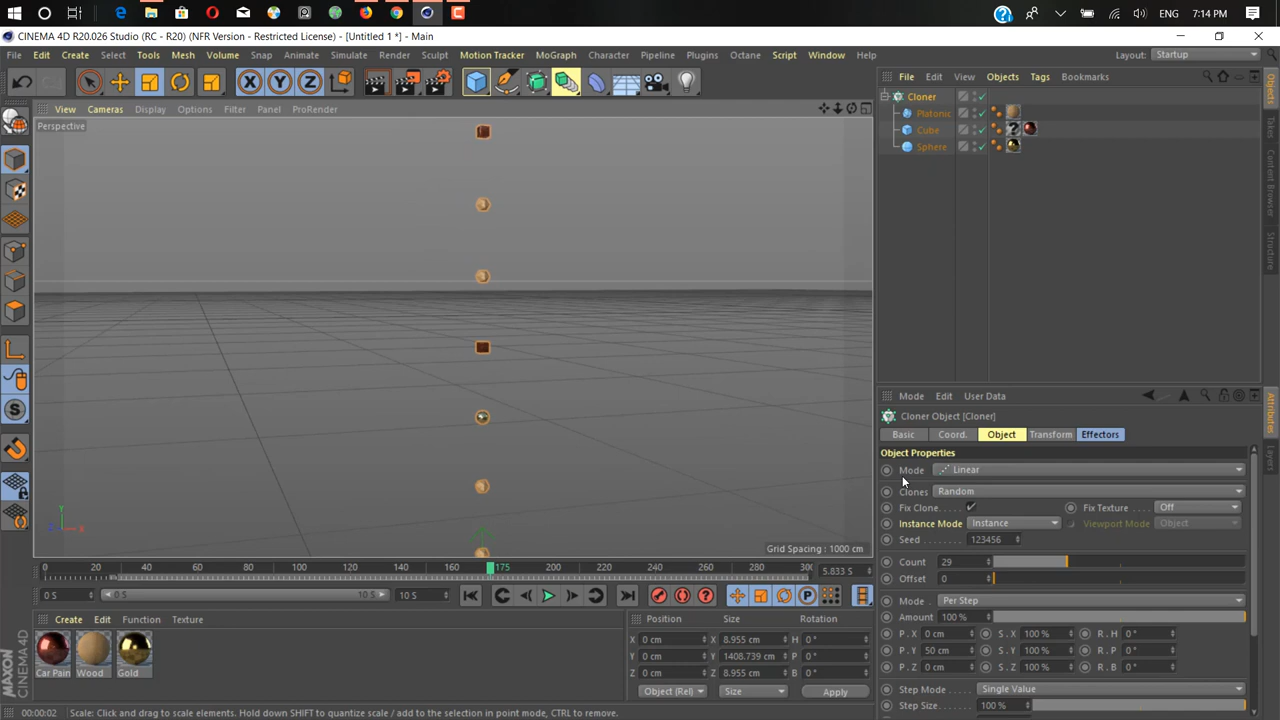 ENG
7:14 PM
CINEMA 4D R20.026 Studio (RC - R20) (NFR Version - Restricted License) - [Untitled 1 *] - Main
File Edit Create Select Tools Mesh Volume Snap Animate Simulate Render Sculpt Motion Tracker MoGraph Character Pipeline Plugins Octane Script Window Help
Layout: Startup
X Y Z
File Edit View Objects Tags Bookmarks
View Cameras Display Options Filter Panel ProRender
Perspective
Cloner
Platonic
Cube
Sphere
Objects
Takes
Content Browser
Structure
Mode Edit User Data
Cloner Object [Cloner]
Basic Coord. Object Transform Effectors
Object Properties
Mode Linear
Clones Random
Fix Clone. . . . . Fix Texture . . . . Off
Instance Mode Instance Viewport Mode Object
Seed . . . . . . . . 123456
Count 29
Offset 0
Mode . Per Step
Amount 100 %
P . X 0 cm S . X 100 % R . H 0 °
P . Y 50 cm S . Y 100 % R . P 0 °
P . Z 0 cm S . Z 100 % R . B 0 °
Step Mode . . Single Value
Step Size. . . 100 %
Attributes
Layers
Y
X
Z
Grid Spacing : 1000 cm
0 20 40 60 80 100 120 140 160 175 200 220 240 260 280 300
5.833 S
0 S 0 S 10 S 10 S
Create Edit Function Texture
Car Pain Wood Gold
Position Size Rotation
X 0 cm X 8.955 cm H 0 °
Y 0 cm Y 1408.739 cm P 0 °
Z 0 cm Z 8.955 cm B 0 °
Object (Rel) Size Apply
MAXON CINEMA 4D
00:00:02 Scale: Click and drag to scale elements. Hold down SHIFT to quantize scale / add to the selection in point mode, CTRL to remove.